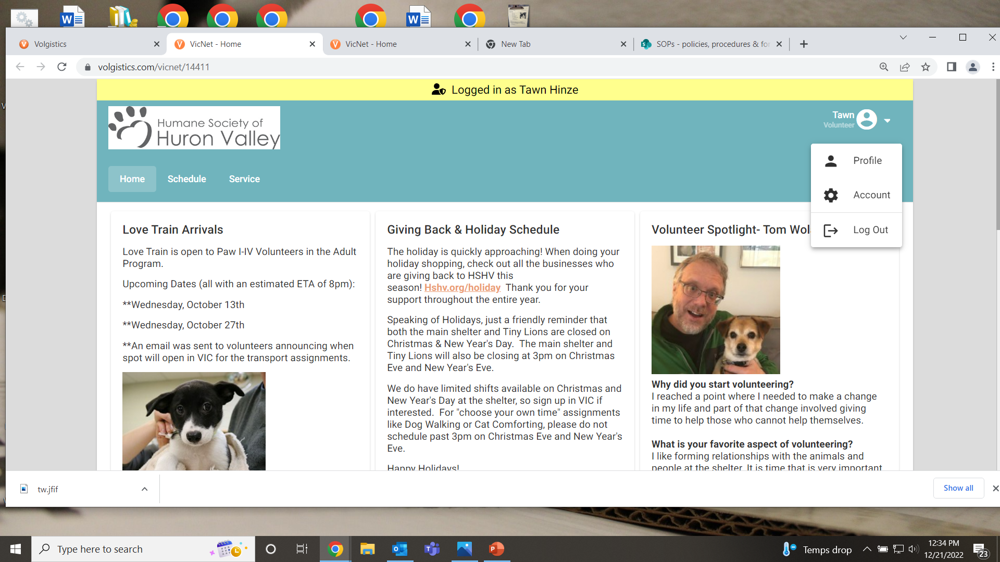 Volgistics
VicNet - Home
VicNet - Home
New Tab
SOPs - policies, procedures & for
volgistics.com/vicnet/14411
Logged in as Tawn Hinze
Humane Society of
Huron Valley
Tawn
Volunteer
Profile
Account
Log Out
Home
Schedule
Service
Love Train Arrivals
Love Train is open to Paw I-IV Volunteers in the Adult
Program.
Upcoming Dates (all with an estimated ETA of 8pm):
**Wednesday, October 13th
**Wednesday, October 27th
**An email was sent to volunteers announcing when
spot will open in VIC for the transport assignments.
Giving Back & Holiday Schedule
The holiday is quickly approaching! When doing your
holiday shopping, check out all the businesses who
are giving back to HSHV this
season! Hshv.org/holiday Thank you for your
support throughout the entire year.
Speaking of Holidays, just a friendly reminder that
both the main shelter and Tiny Lions are closed on
Christmas & New Year's Day. The main shelter and
Tiny Lions will also be closing at 3pm on Christmas
Eve and New Year's Eve.
We do have limited shifts available on Christmas and
New Year's Day at the shelter, so sign up in VIC if
interested. For "choose your own time" assignments
like Dog Walking or Cat Comforting, please do not
schedule past 3pm on Christmas Eve and New Year's
Eve.
Happy Holidays!
Volunteer Spotlight- Tom Wol
Why did you start volunteering?
I reached a point where I needed to make a change
in my life and part of that change involved giving
time to help those who cannot help themselves.
What is your favorite aspect of volunteering?
I like forming relationships with the animals and
people at the shelter. It is time that is very important
tw.jfif
Show all
Type here to search
Temps drop
12:34 PM
12/21/2022
23